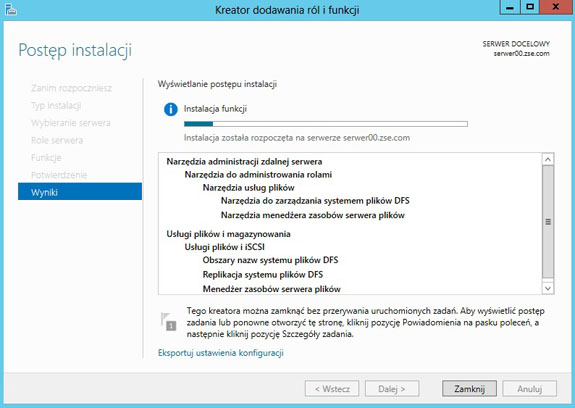 Kreator dodawania ról i funkcji
Postęp instalacji
SERWER DOCELOWY
serwer00.zse.com
Zanim rozpoczniesz
Typ instalacji
Wybieranie serwera
Role serwera
Funkcje
Potwierdzenie
Wyniki
Wyświetlanie postępu instalacji
Instalacja funkcji
Instalacja została rozpoczęta na serwerze serwer00.zse.com
Narzędzia administracji zdalnej serwera
Narzędzia do administrowania rolami
Narzędzia usług plików
Narzędzia do zarządzania systemem plików DFS
Narzędzia menedżera zasobów serwera plików
Usługi plików i magazynowania
Usługi plików i iSCSI
Obszary nazw systemu plików DFS
Replikacja systemu plików DFS
Menedżer zasobów serwera plików
1
Tego kreatora można zamknąć bez przerywania uruchomionych zadań. Aby wyświetlić postęp
zadania lub ponowne otworzyć tę stronę, kliknij pozycję Powiadomienia na pasku poleceń, a
następnie kliknij pozycję Szczegóły zadania.
Eksportuj ustawienia konfiguracji
< Wstecz
Dalej >
Zamknij
Anuluj